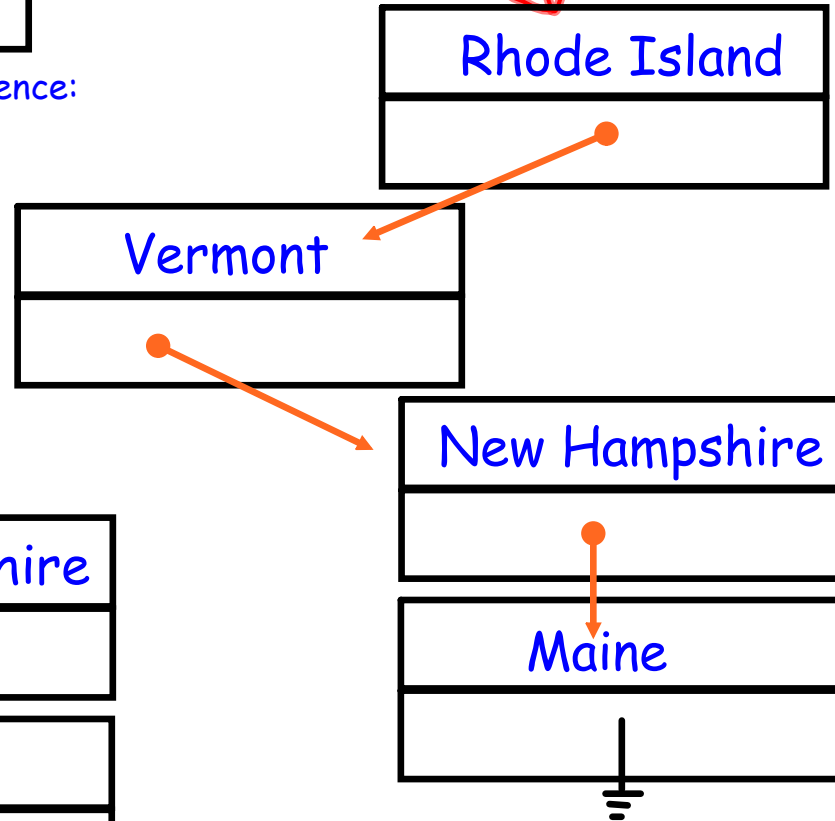 Rhode Island
ence:
Vermont
New Hampshire
hire
Maine